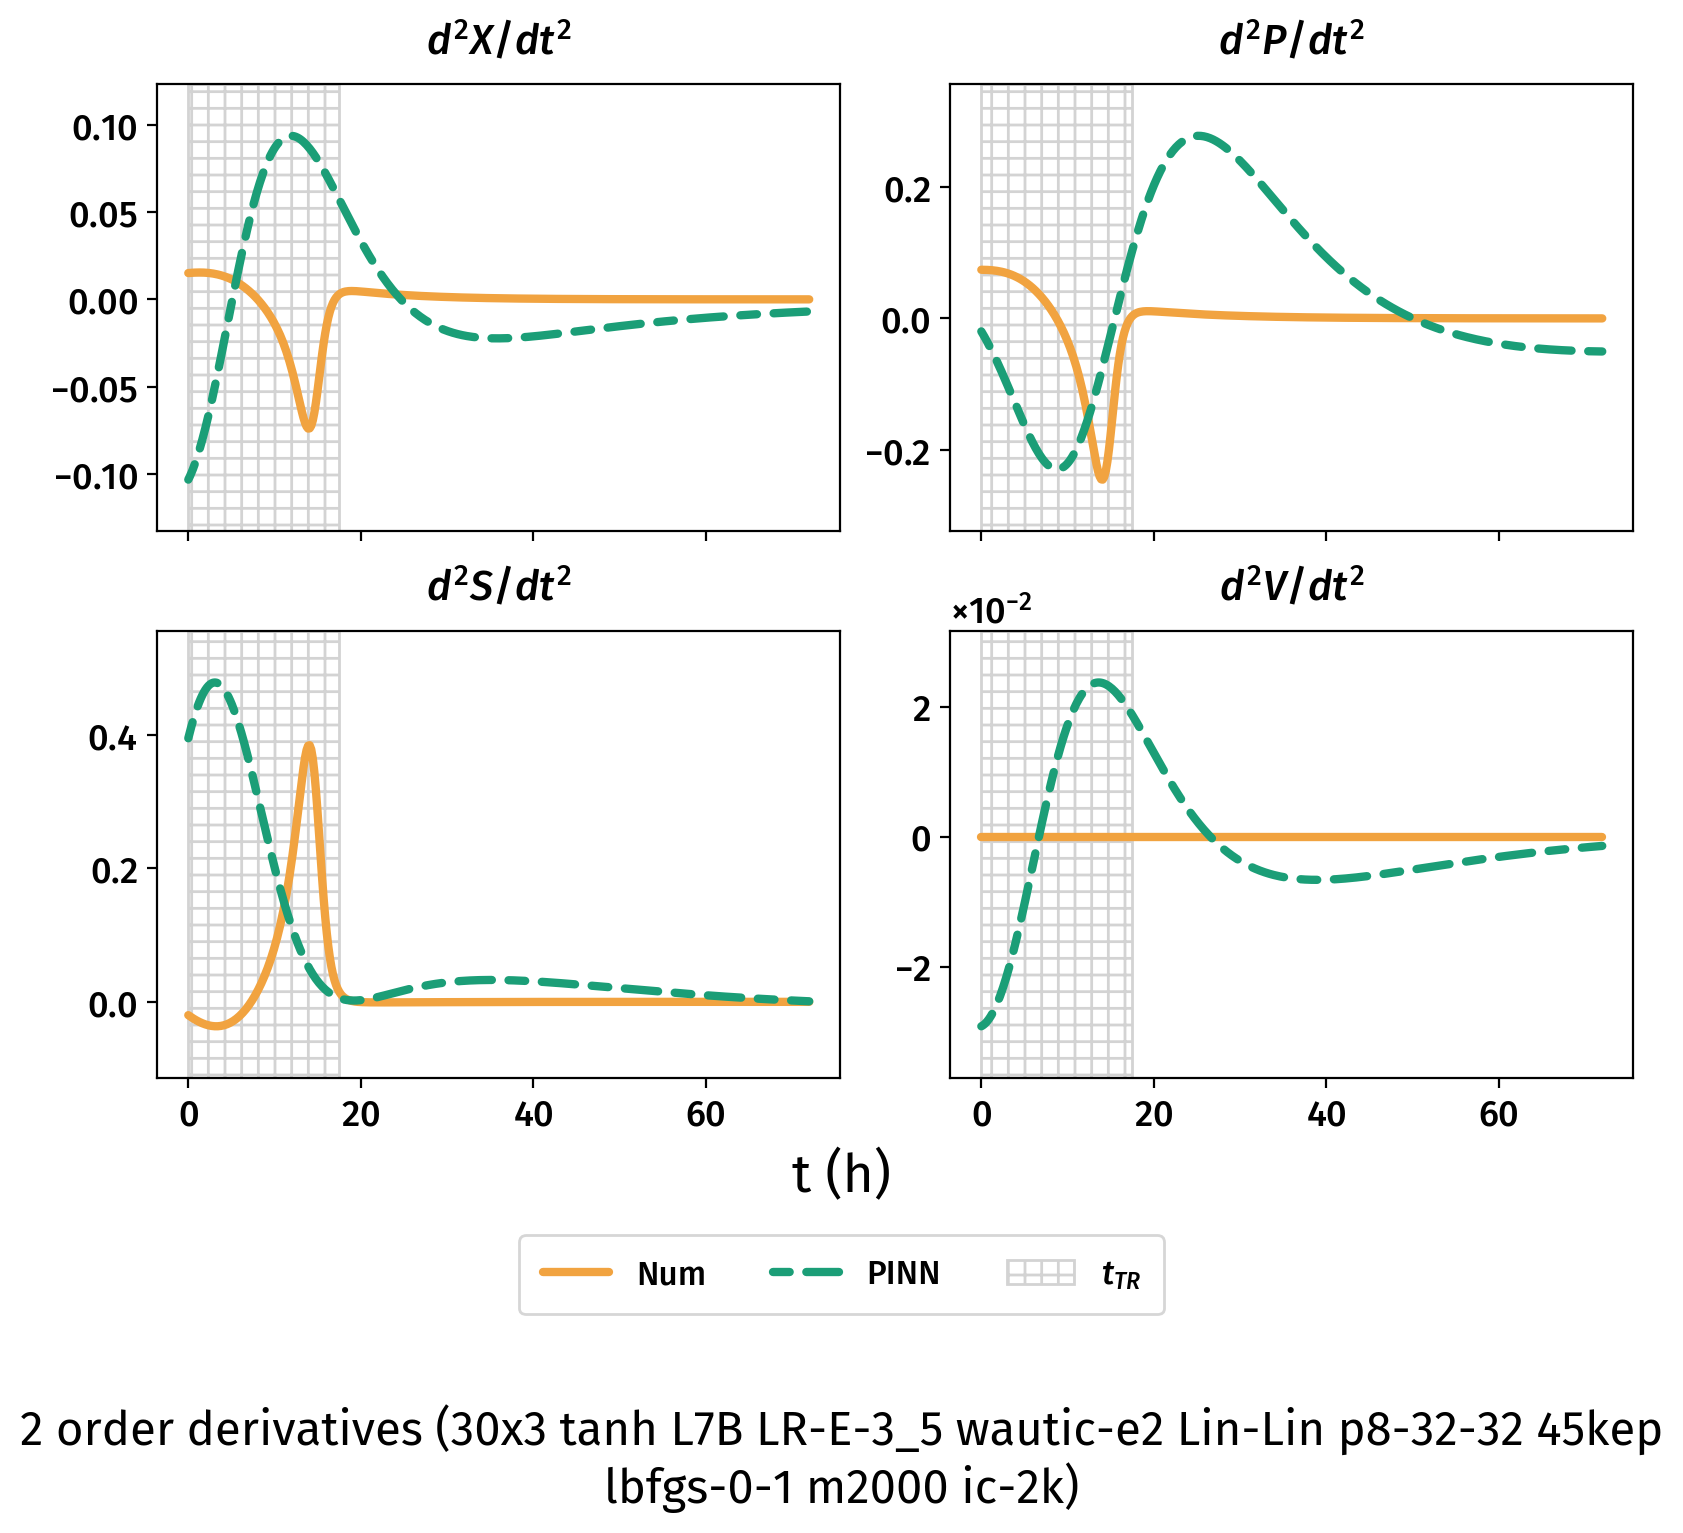 d²X/dt²
d²P/dt²
0.10
0.05
0.00
−0.05
−0.10
0.2
0.0
−0.2
d²S/dt²
d²V/dt²
×10⁻²
0.4
0.2
0.0
2
0
−2
0 20 40 60
0 20 40 60
t (h)
Num PINN t_TR
2 order derivatives (30x3 tanh L7B LR-E-3_5 wautic-e2 Lin-Lin p8-32-32 45kep
lbfgs-0-1 m2000 ic-2k)